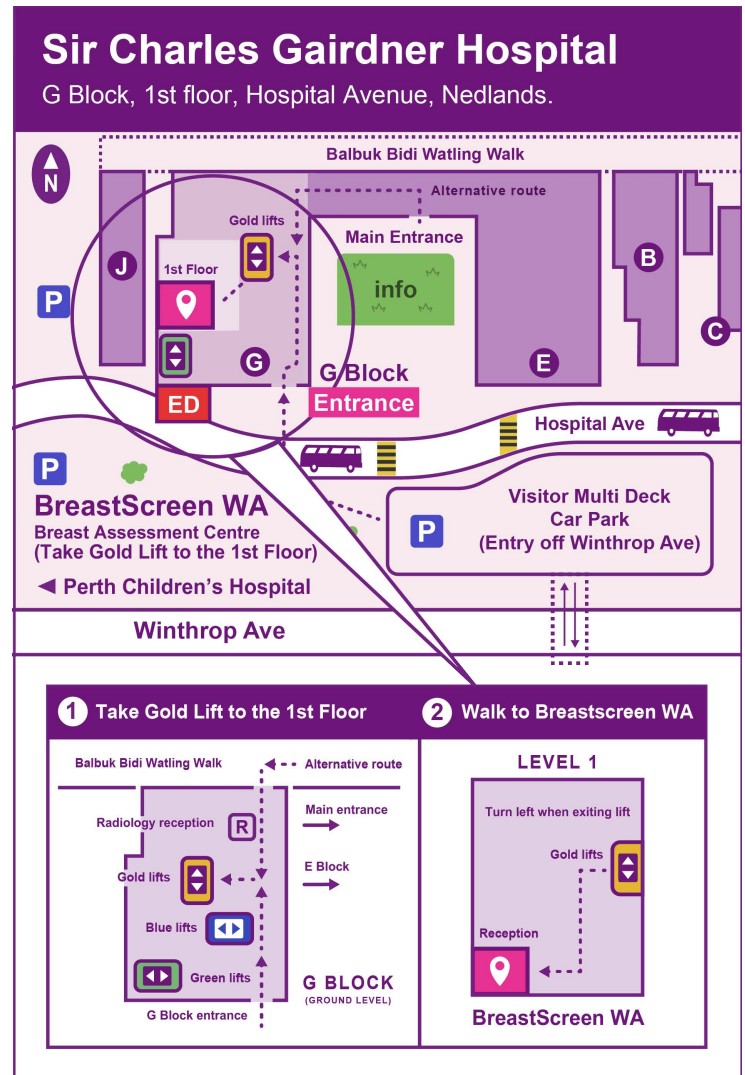 Sir Charles Gairdner Hospital
G Block, 1st floor, Hospital Avenue, Nedlands.
N
Balbuk Bidi Watling Walk
Alternative route
Gold lifts
Main Entrance
J
1st Floor
info
B
P
C
G
E
G Block
Entrance
ED
Hospital Ave
P
BreastScreen WA
Breast Assessment Centre
(Take Gold Lift to the 1st Floor)
P
Visitor Multi Deck
Car Park
(Entry off Winthrop Ave)
Perth Children's Hospital
Winthrop Ave
1 Take Gold Lift to the 1st Floor
Balbuk Bidi Watling Walk
Alternative route
Main entrance
Radiology reception
R
E Block
Gold lifts
Blue lifts
Green lifts
G BLOCK
(GROUND LEVEL)
G Block entrance
2 Walk to Breastscreen WA
LEVEL 1
Turn left when exiting lift
Gold lifts
Reception
BreastScreen WA